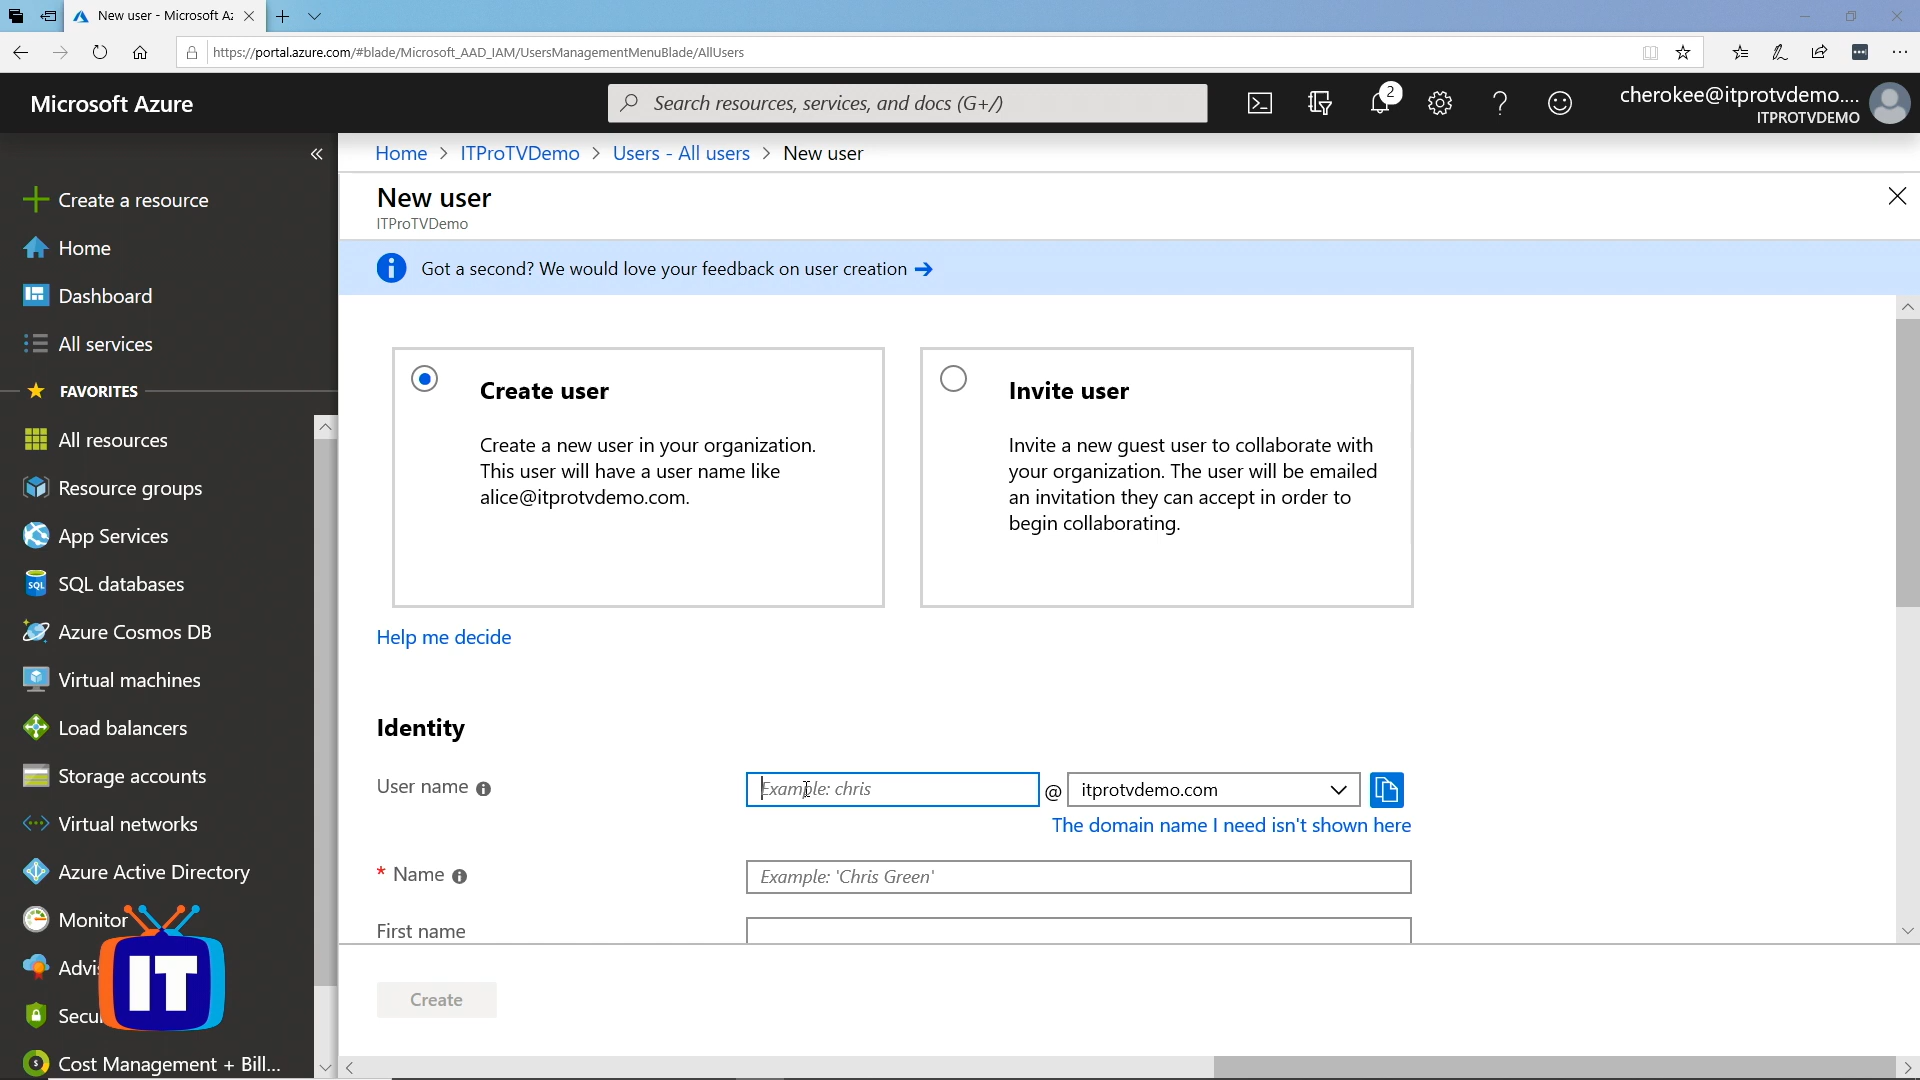 New user - Microsoft Az
https://portal.azure.com/#blade/Microsoft_AAD_IAM/UsersManagementMenuBlade/AllUsers
Microsoft Azure
Search resources, services, and docs (G+/)
2
cherokee@itprotvdemo....
ITPROTVDEMO
Home > ITProTVDemo > Users - All users > New user
New user
ITProTVDemo
Got a second? We would love your feedback on user creation
Create a resource
Home
Dashboard
All services
FAVORITES
All resources
Resource groups
App Services
SQL databases
Azure Cosmos DB
Virtual machines
Load balancers
Storage accounts
Virtual networks
Azure Active Directory
Monitor
Advis
Secu
Cost Management + Bill...
IT
Create user
Create a new user in your organization.
This user will have a user name like
alice@itprotvdemo.com.
Invite user
Invite a new guest user to collaborate with
your organization. The user will be emailed
an invitation they can accept in order to
begin collaborating.
Help me decide
Identity
User name
Example: chris
@
itprotvdemo.com
The domain name I need isn't shown here
* Name
Example: 'Chris Green'
First name
Create